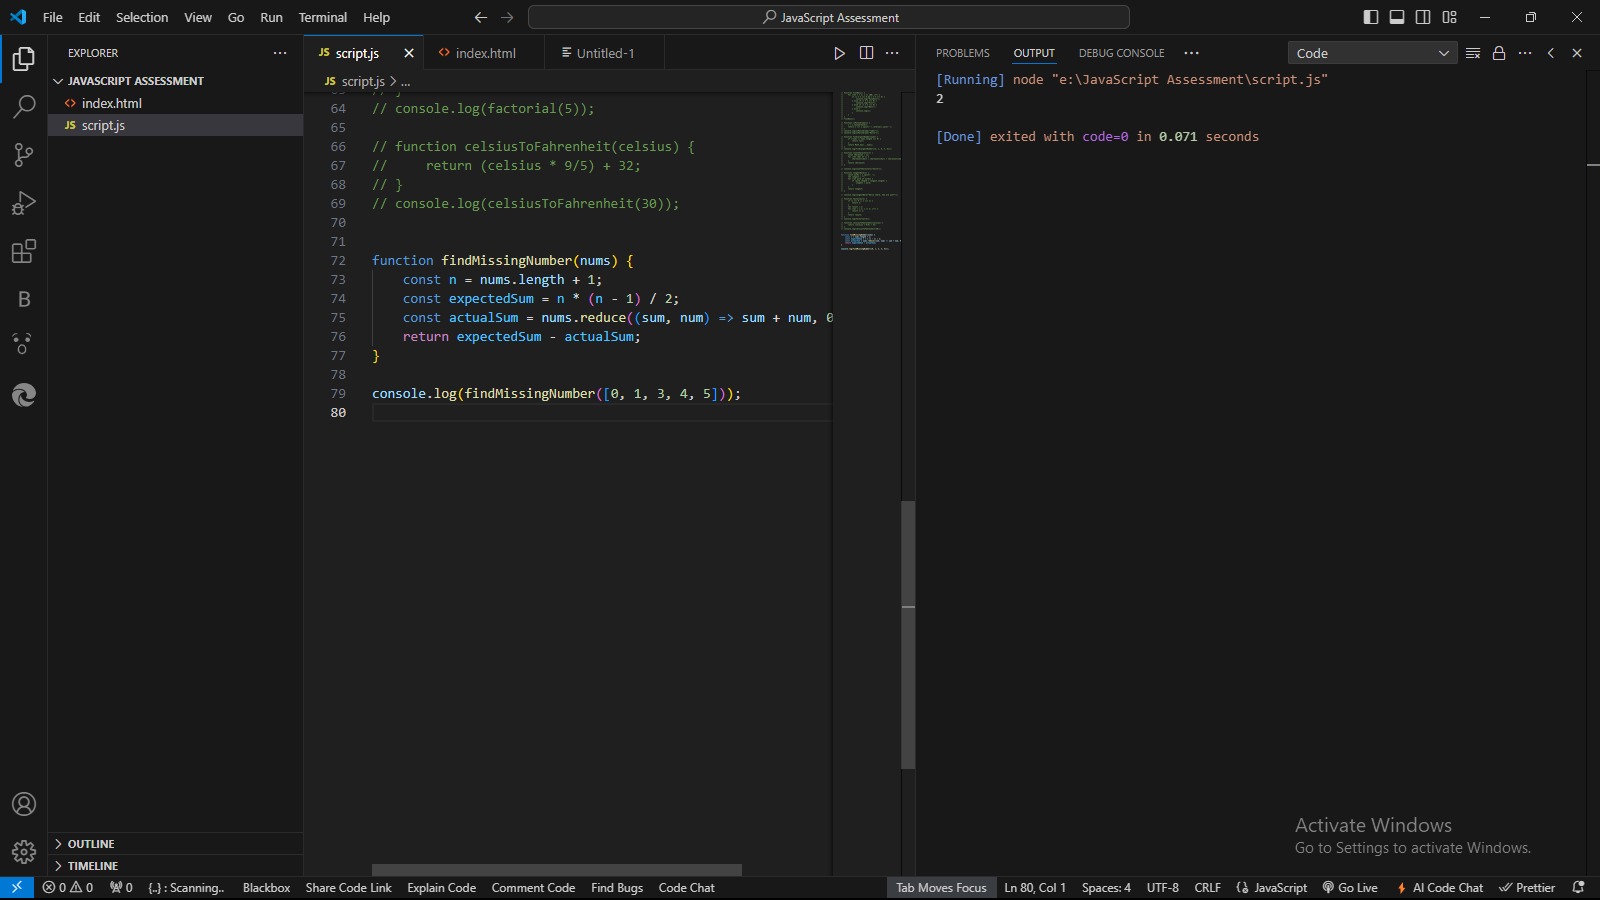 File Edit Selection View Go Run Terminal Help
JavaScript Assessment
EXPLORER
JAVASCRIPT ASSESSMENT
<> index.html
JS script.js
OUTLINE
TIMELINE
JS script.js
<> index.html
Untitled-1
JS script.js > ...
64 // console.log(factorial(5));
65
66 // function celsiusToFahrenheit(celsius) {
67 //     return (celsius * 9/5) + 32;
68 // }
69 // console.log(celsiusToFahrenheit(30));
70
71
72 function findMissingNumber(nums) {
73     const n = nums.length + 1;
74     const expectedSum = n * (n - 1) / 2;
75     const actualSum = nums.reduce((sum, num) => sum + num, 0
76     return expectedSum - actualSum;
77 }
78
79 console.log(findMissingNumber([0, 1, 3, 4, 5]));
80
PROBLEMS OUTPUT DEBUG CONSOLE ···
Code
[Running] node "e:\JavaScript Assessment\script.js"
2
[Done] exited with code=0 in 0.071 seconds
Activate Windows
Go to Settings to activate Windows.
0 0 0 {..} : Scanning.. Blackbox Share Code Link Explain Code Comment Code Find Bugs Code Chat
Tab Moves Focus Ln 80, Col 1 Spaces: 4 UTF-8 CRLF JavaScript Go Live AI Code Chat Prettier